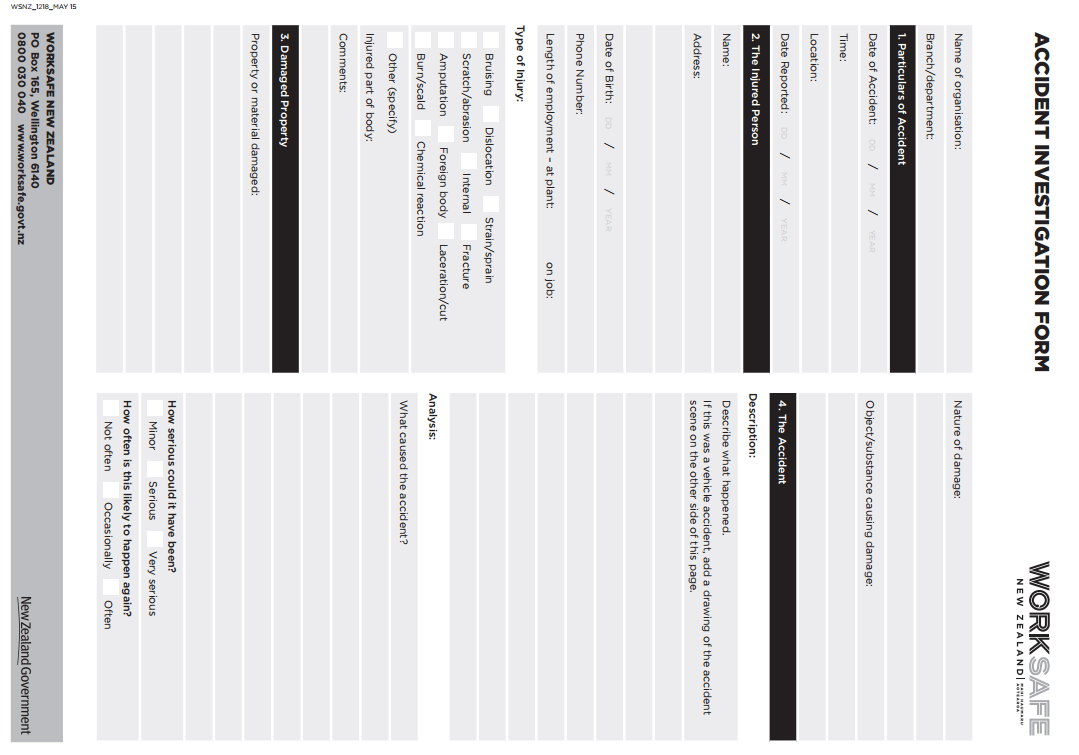 WSNZ_1218_MAY 15
ACCIDENT INVESTIGATION FORM
WORKSAFE
NEW ZEALAND
MAHI HAUMARU
AOTEAROA
Name of organisation:
Branch/department:
1. Particulars of Accident
Date of Accident: DD / MM / YEAR
Time:
Location:
Date Reported: DD / MM / YEAR
2. The Injured Person
Name:
Address:
Date of Birth: DD / MM / YEAR
Phone Number:
Length of employment – at plant: on job:
Type of Injury:
Bruising Dislocation Strain/sprain
Scratch/abrasion Internal Fracture
Amputation Foreign body Laceration/cut
Burn/scald Chemical reaction
Other (specify)
Injured part of body:
Comments:
3. Damaged Property
Property or material damaged:
Nature of damage:
Object/substance causing damage:
4. The Accident
Description:
Describe what happened.
If this was a vehicle accident, add a drawing of the accident
scene on the other side of this page.
Analysis:
What caused the accident?
How serious could it have been?
Minor Serious Very serious
How often is this likely to happen again?
Not often Occasionally Often
WORKSAFE NEW ZEALAND
PO Box 165, Wellington 6140
0800 030 040 www.worksafe.govt.nz
New Zealand Government